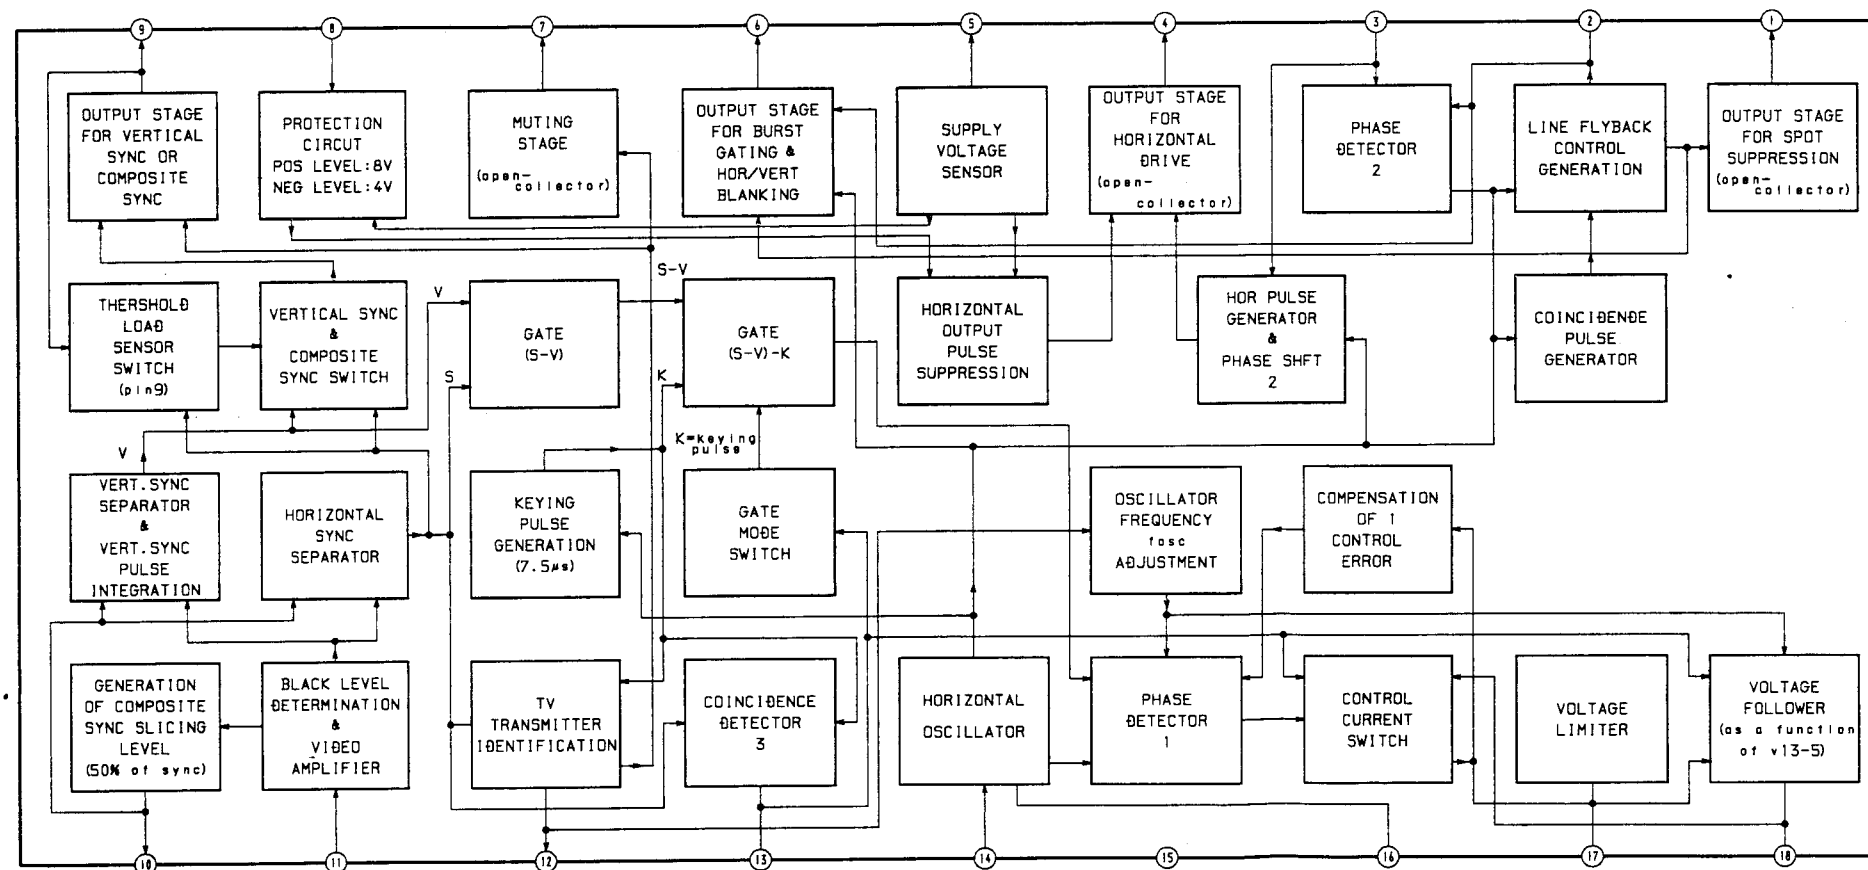 9 8 7 6 5 4 3 2 1
OUTPUT STAGE
FOR VERTICAL
SYNC OR
COMPOSITE
SYNC
PROTECTION
CIRCUT
POS LEVEL:8V
NEG LEVEL:4V
MUTING
STAGE
(open-
collector)
OUTPUT STAGE
FOR BURST
GATING &
HOR/VERT
BLANKING
SUPPLY
VOLTAGE
SENSOR
OUTPUT STAGE
FOR
HORIZONTAL
DRIVE
(open-
collector)
PHASE
DETECTOR
2
LINE FLYBACK
CONTROL
GENERATION
OUTPUT STAGE
FOR SPOT
SUPPRESSION
(open-
collector)
THERSHOLD
LOAD
SENSOR
SWITCH
(pin9)
VERTICAL SYNC
&
COMPOSITE
SYNC SWITCH
V
S
GATE
(S-V)
S-V
K
GATE
(S-V)-K
HORIZONTAL
OUTPUT
PULSE
SUPPRESSION
HOR PULSE
GENERATOR
&
PHASE SHFT
2
COINCIDENDE
PULSE
GENERATOR
V
K=keying
pulse
VERT.SYNC
SEPARATOR
&
VERT.SYNC
PULSE
INTEGRATION
HORIZONTAL
SYNC
SEPARATOR
KEYING
PULSE
GENERATION
(7.5µs)
GATE
MODE
SWITCH
OSCILLATOR
FREQUENCY
fosc
ADJUSTMENT
COMPENSATION
OF 1
CONTROL
ERROR
GENERATION
OF COMPOSITE
SYNC SLICING
LEVEL
(50% of sync)
BLACK LEVEL
DETERMINATION
&
VIDEO
AMPLIFIER
TV
TRANSMITTER
IDENTIFICATION
COINCIDENCE
DETECTOR
3
HORIZONTAL
OSCILLATOR
PHASE
DETECTOR
1
CONTROL
CURRENT
SWITCH
VOLTAGE
LIMITER
VOLTAGE
FOLLOWER
(as a function
of v13-5)
10 11 12 13 14 15 16 17 18